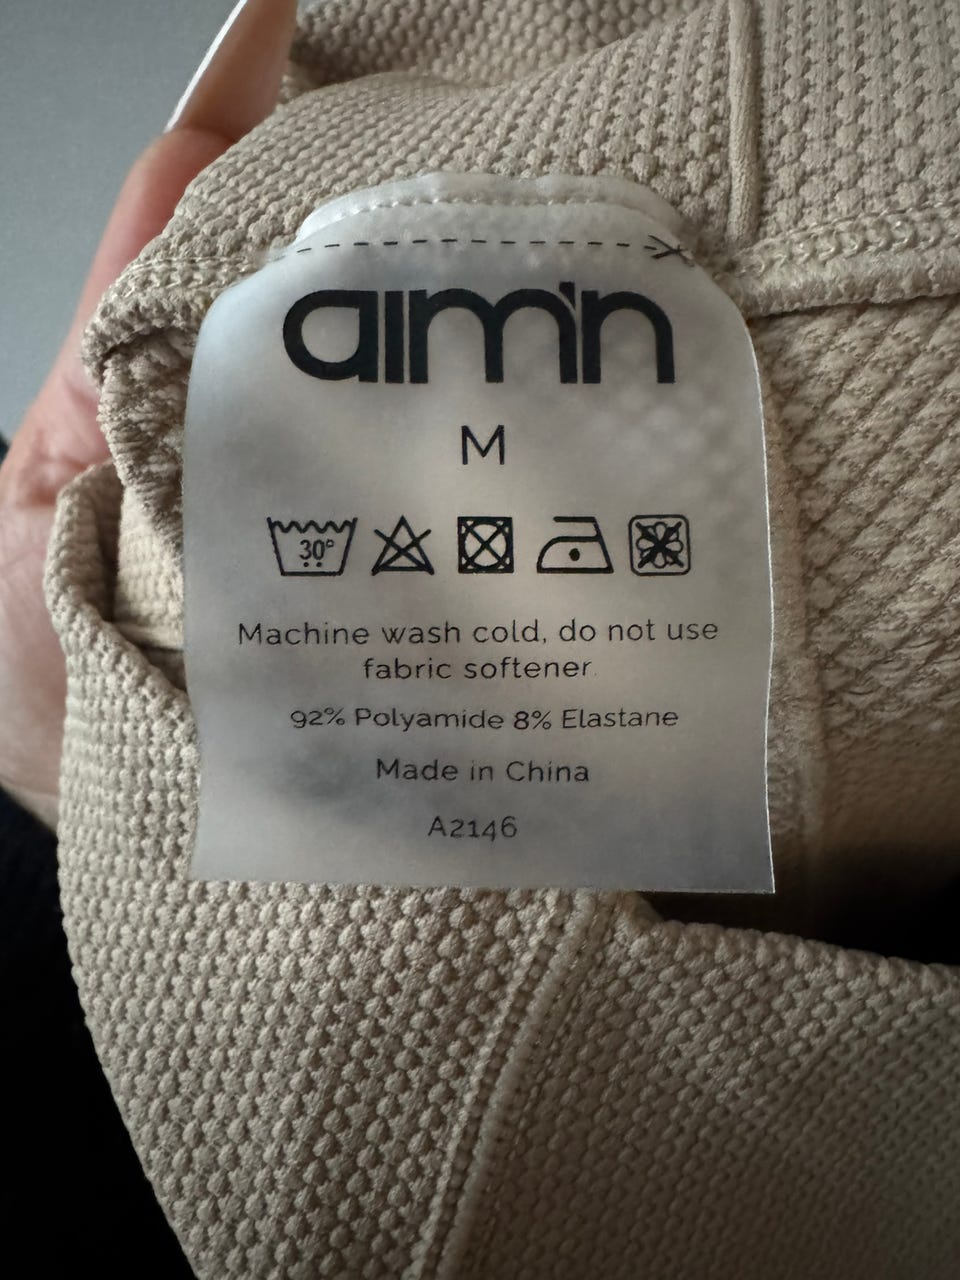 aim'n
M
30°
Machine wash cold, do not use
fabric softener.
92% Polyamide 8% Elastane
Made in China
A2146